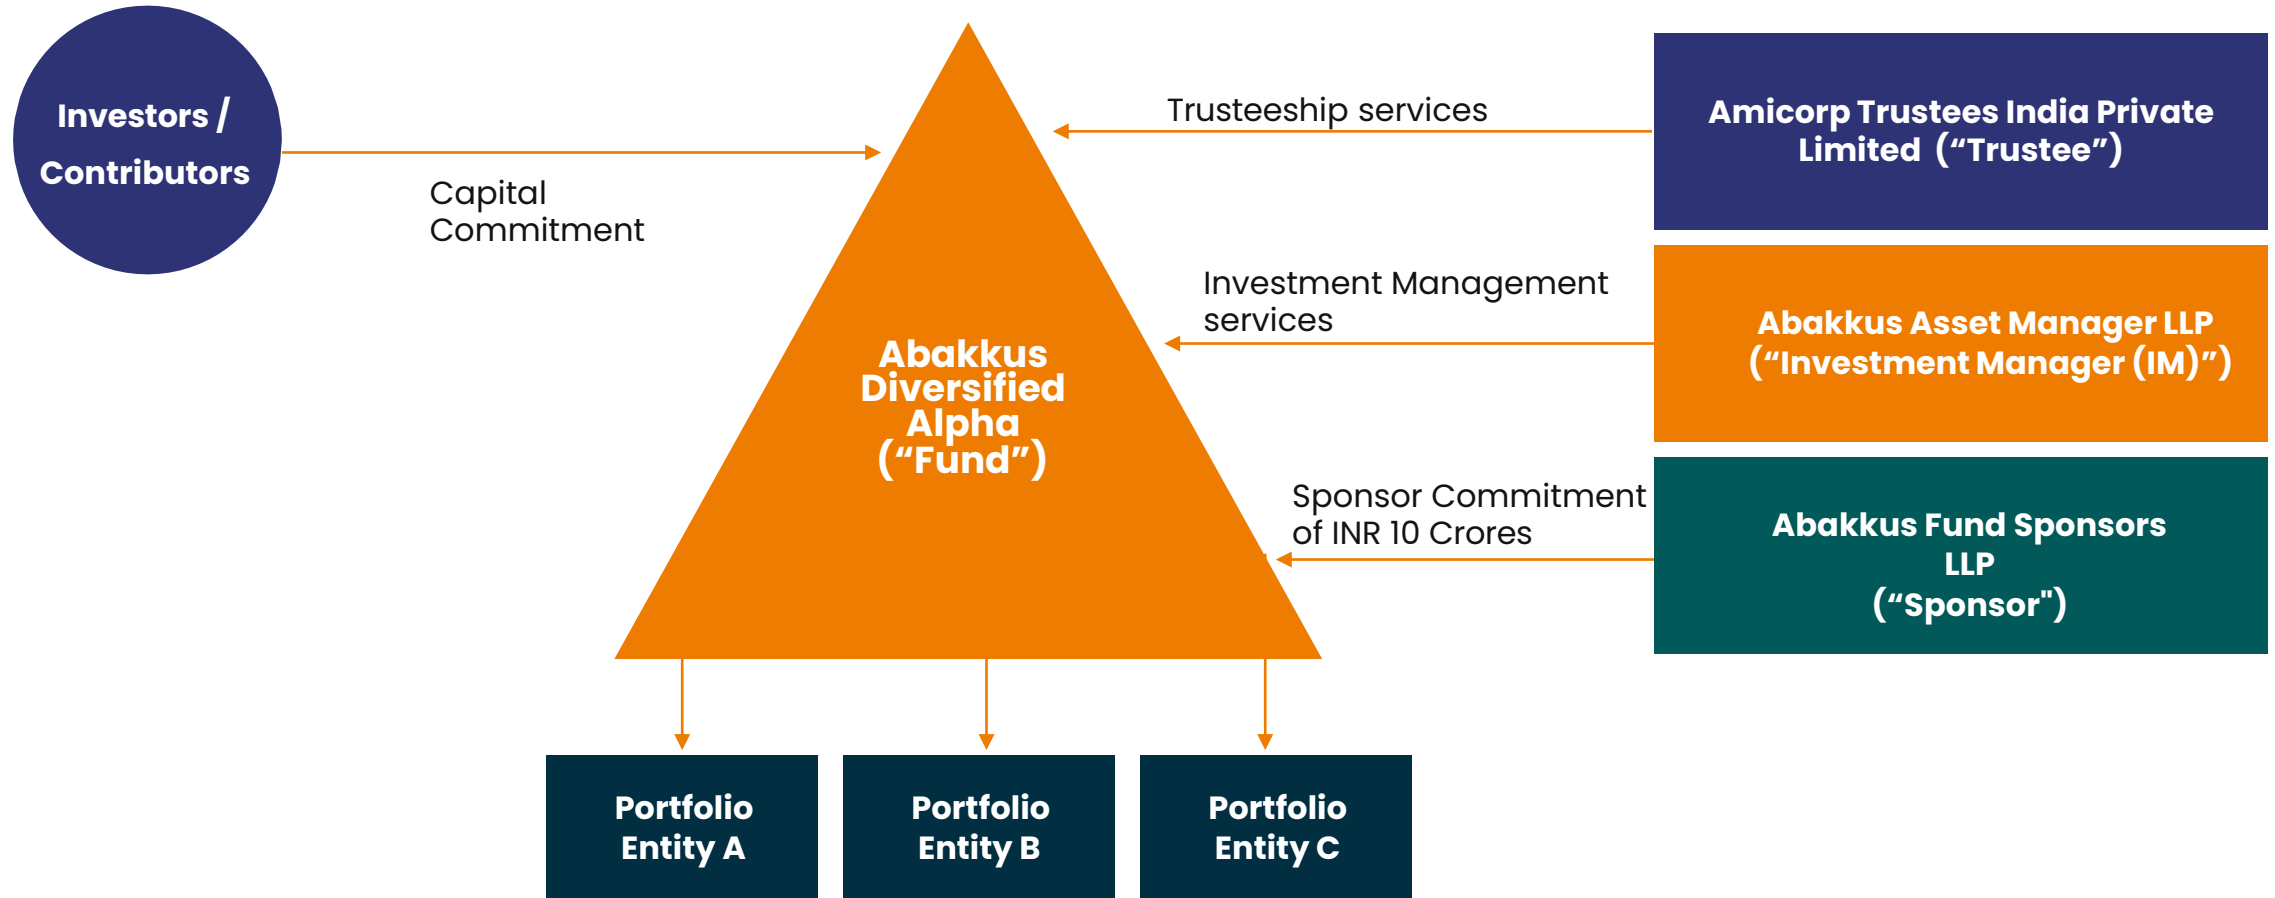 Investors /
Contributors
Capital
Commitment
Abakkus
Diversified
Alpha
(“Fund”)
Trusteeship services
Amicorp Trustees India Private
Limited (“Trustee”)
Investment Management
services
Abakkus Asset Manager LLP
(“Investment Manager (IM)”)
Sponsor Commitment
of INR 10 Crores
Abakkus Fund Sponsors
LLP
(“Sponsor")
Portfolio
Entity A
Portfolio
Entity B
Portfolio
Entity C